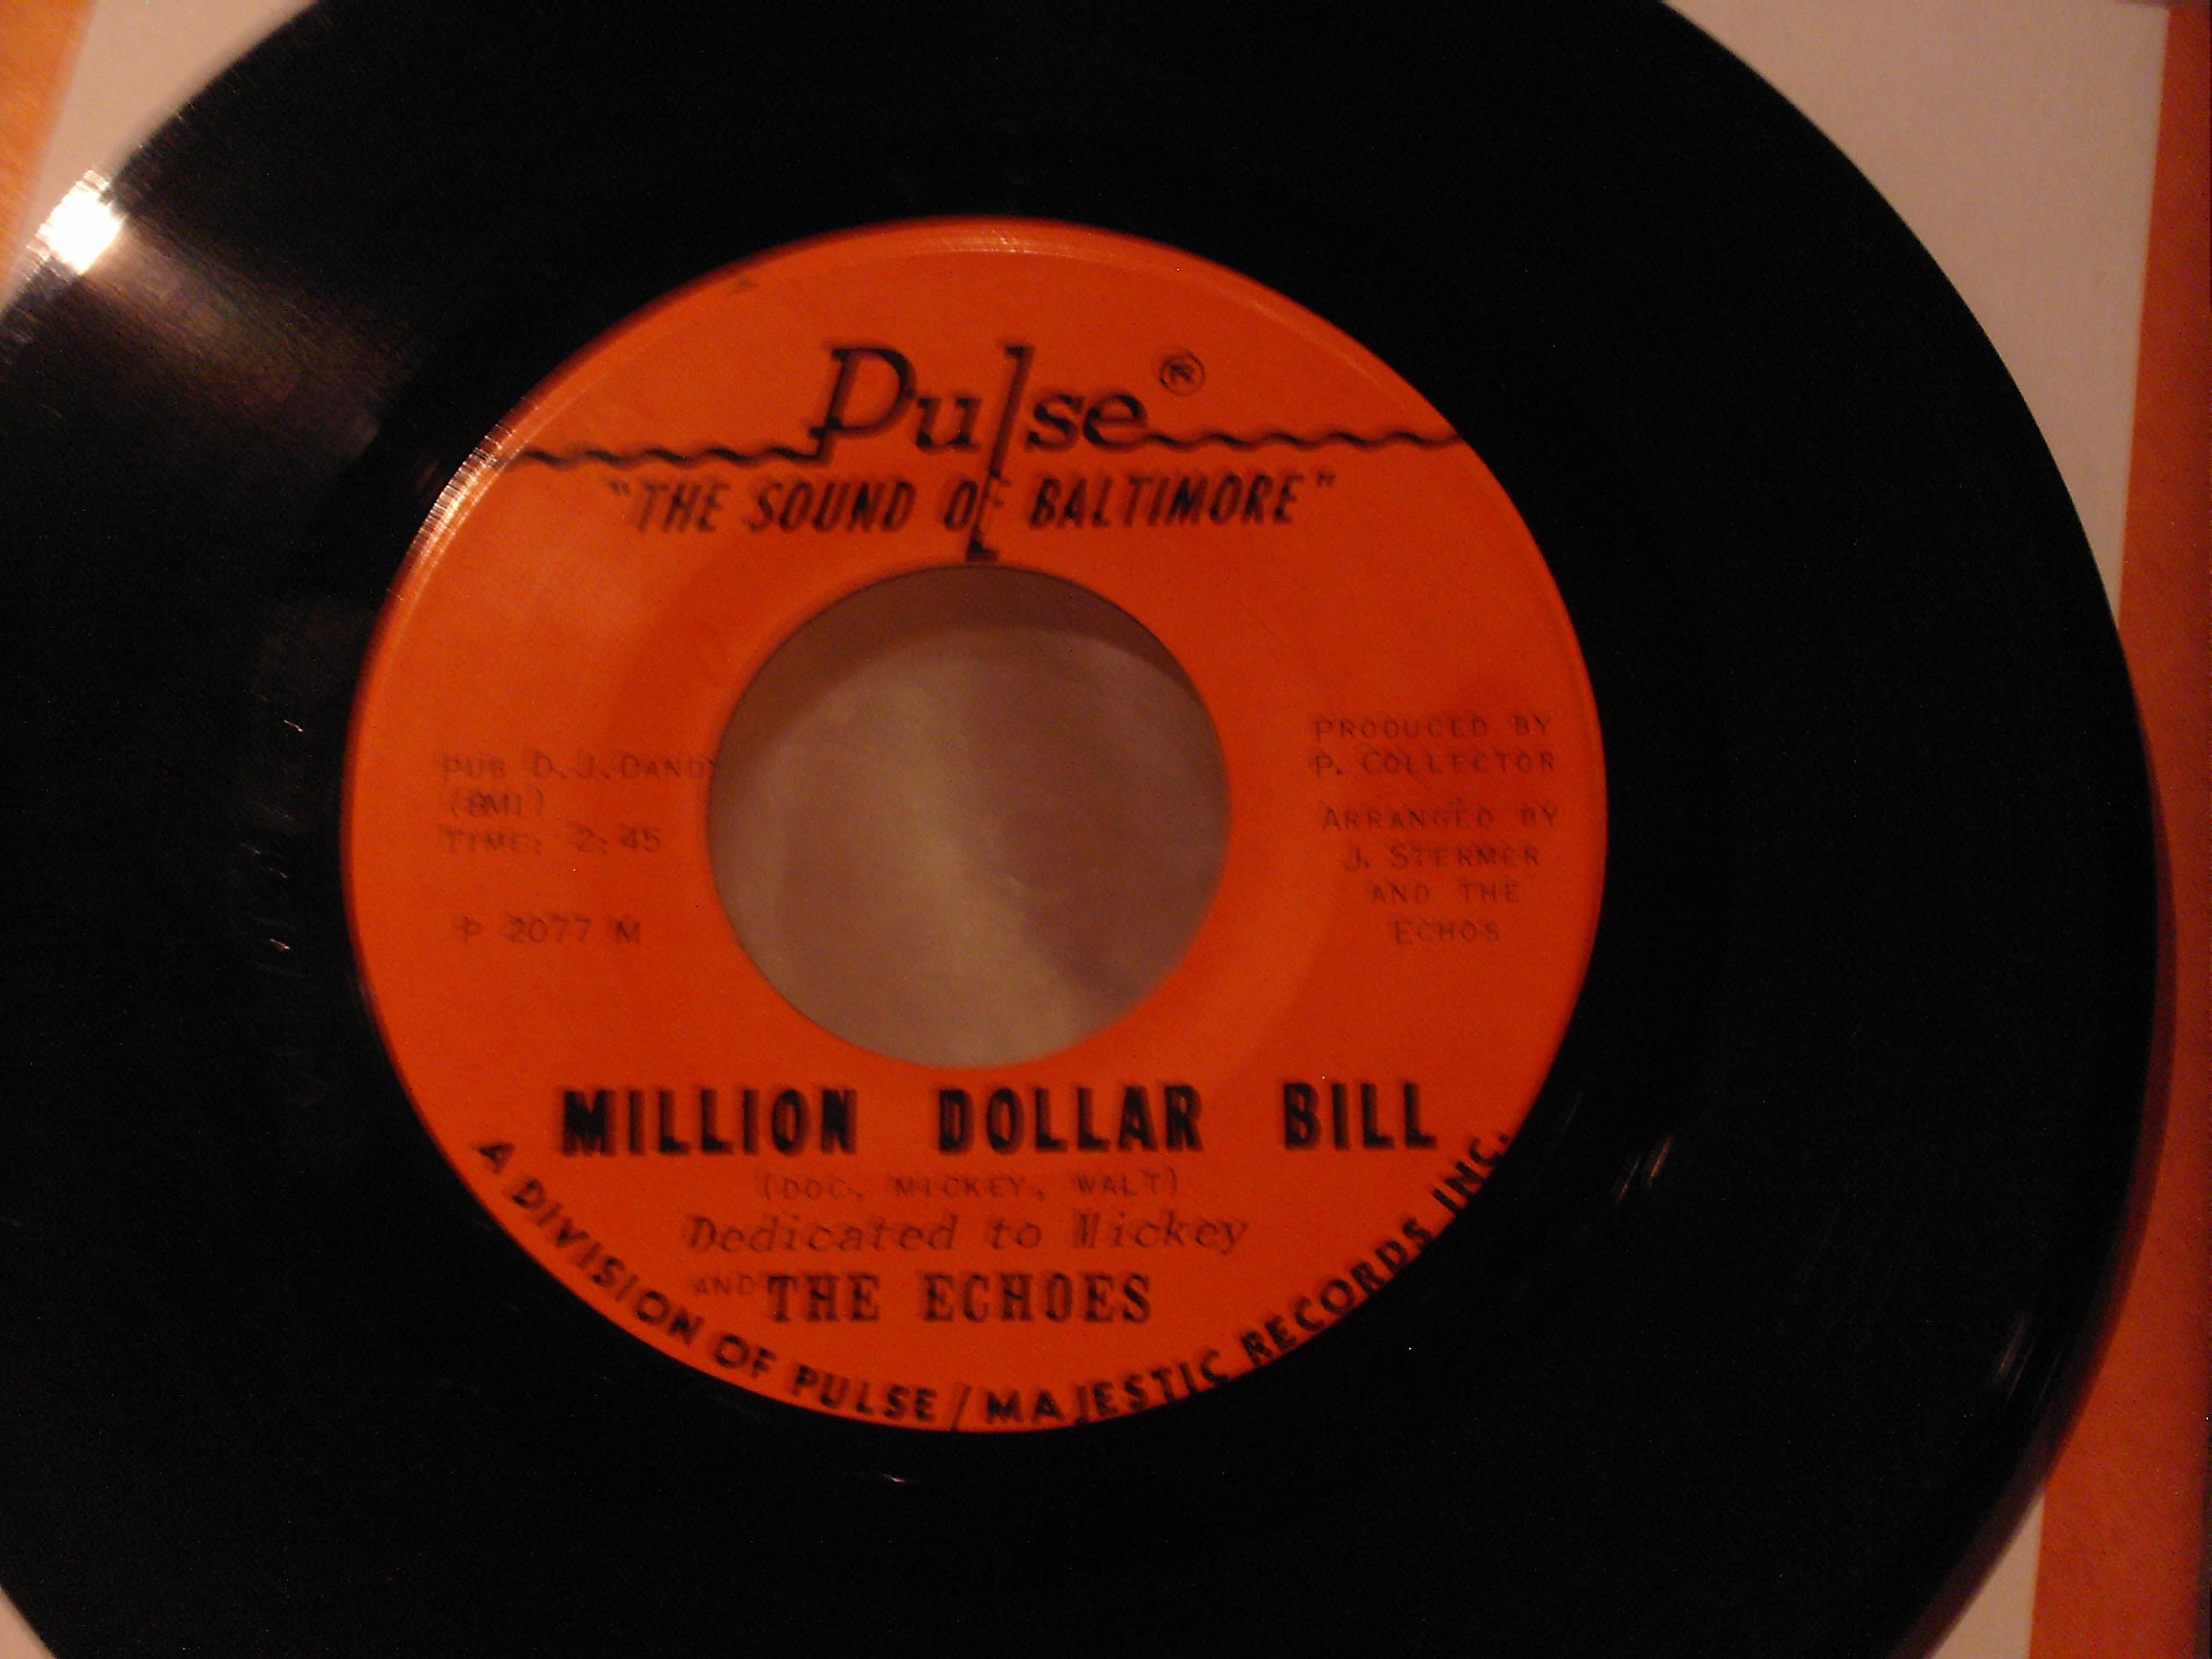 Pulse®
"THE SOUND OF BALTIMORE"
PUB D.J.DANDY
(BMI)
TIME: 2:45
P 2077 M
PRODUCED BY
P. COLLECTOR
ARRANGED BY
J. STERMER
AND THE
ECHOS
MILLION DOLLAR BILL
(DOC, MICKEY, WALT)
Dedicated to Mickey
AND THE ECHOES
A DIVISION OF PULSE/MAJESTIC RECORDS INC.